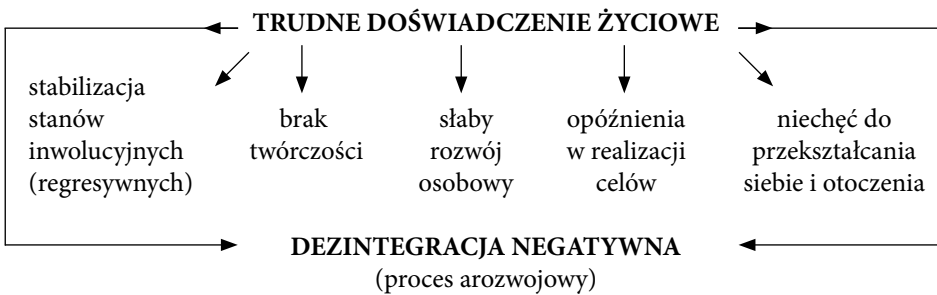 TRUDNE DOŚWIADCZENIE ŻYCIOWE
stabilizacja
stanów
inwolucyjnych
(regresywnych)
brak
twórczości
słaby
rozwój
osobowy
opóźnienia
w realizacji
celów
niechęć do
przekształcania
siebie i otoczenia
DEZINTEGRACJA NEGATYWNA
(proces arozwojowy)